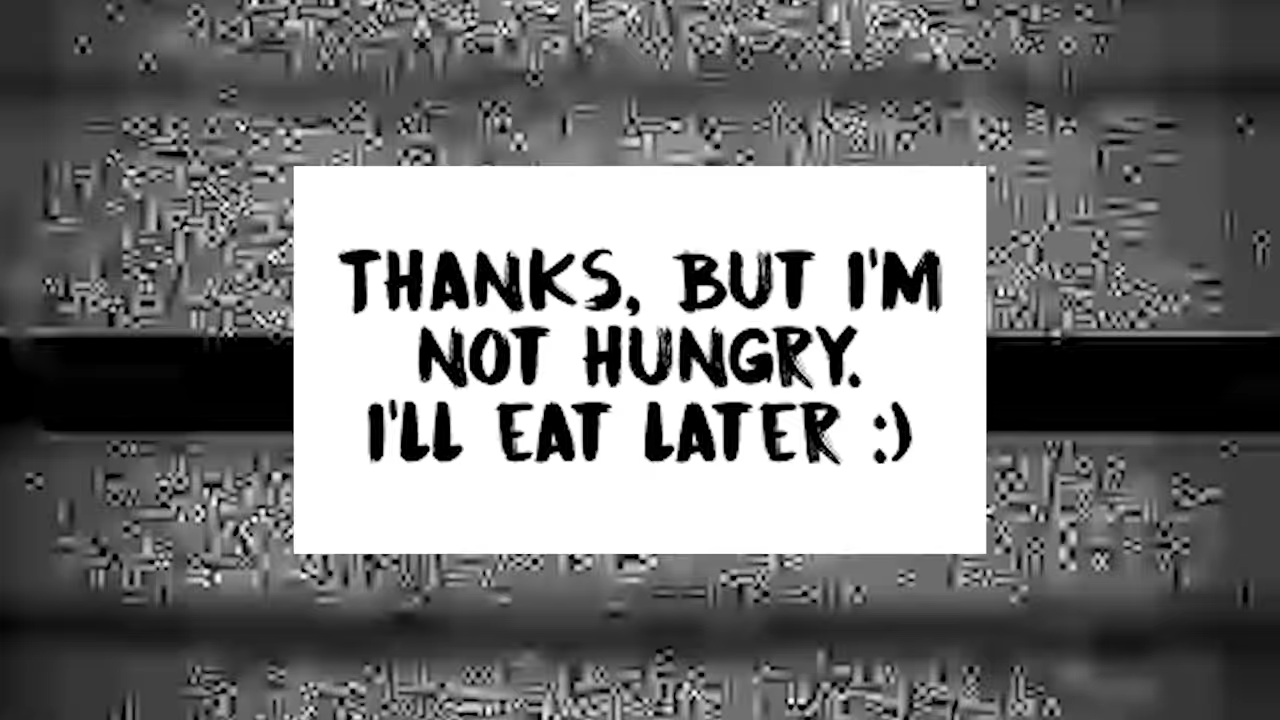 THANKS, BUT I'M
NOT HUNGRY.
I'LL EAT LATER :)